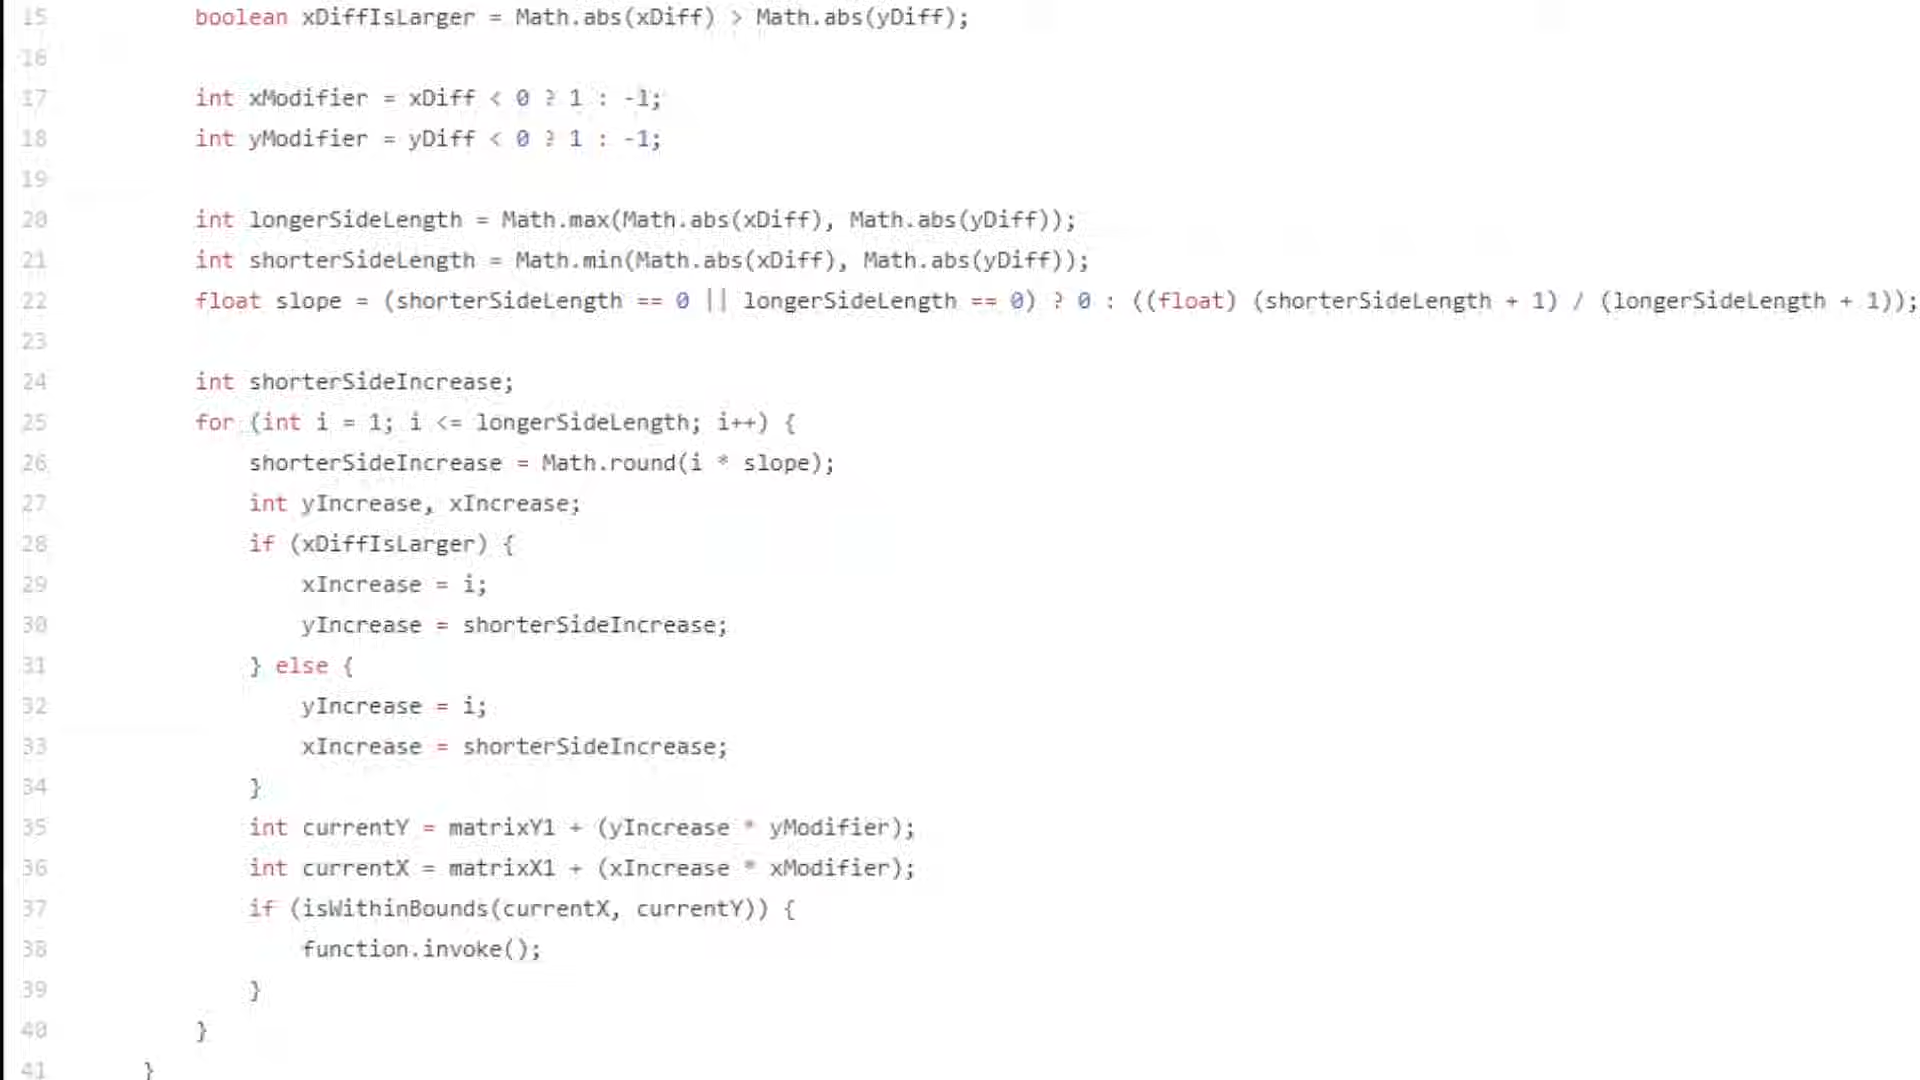 15 boolean xDiffIsLarger = Math.abs(xDiff) > Math.abs(yDiff);
16
17 int xModifier = xDiff < 0 ? 1 : -1;
18 int yModifier = yDiff < 0 ? 1 : -1;
19
20 int longerSideLength = Math.max(Math.abs(xDiff), Math.abs(yDiff));
21 int shorterSideLength = Math.min(Math.abs(xDiff), Math.abs(yDiff));
22 float slope = (shorterSideLength == 0 || longerSideLength == 0) ? 0 : ((float) (shorterSideLength + 1) / (longerSideLength + 1));
23
24 int shorterSideIncrease;
25 for (int i = 1; i <= longerSideLength; i++) {
26 shorterSideIncrease = Math.round(i * slope);
27 int yIncrease, xIncrease;
28 if (xDiffIsLarger) {
29 xIncrease = i;
30 yIncrease = shorterSideIncrease;
31 } else {
32 yIncrease = i;
33 xIncrease = shorterSideIncrease;
34 }
35 int currentY = matrixY1 + (yIncrease * yModifier);
36 int currentX = matrixX1 + (xIncrease * xModifier);
37 if (isWithinBounds(currentX, currentY)) {
38 function.invoke();
39 }
40 }
41 }